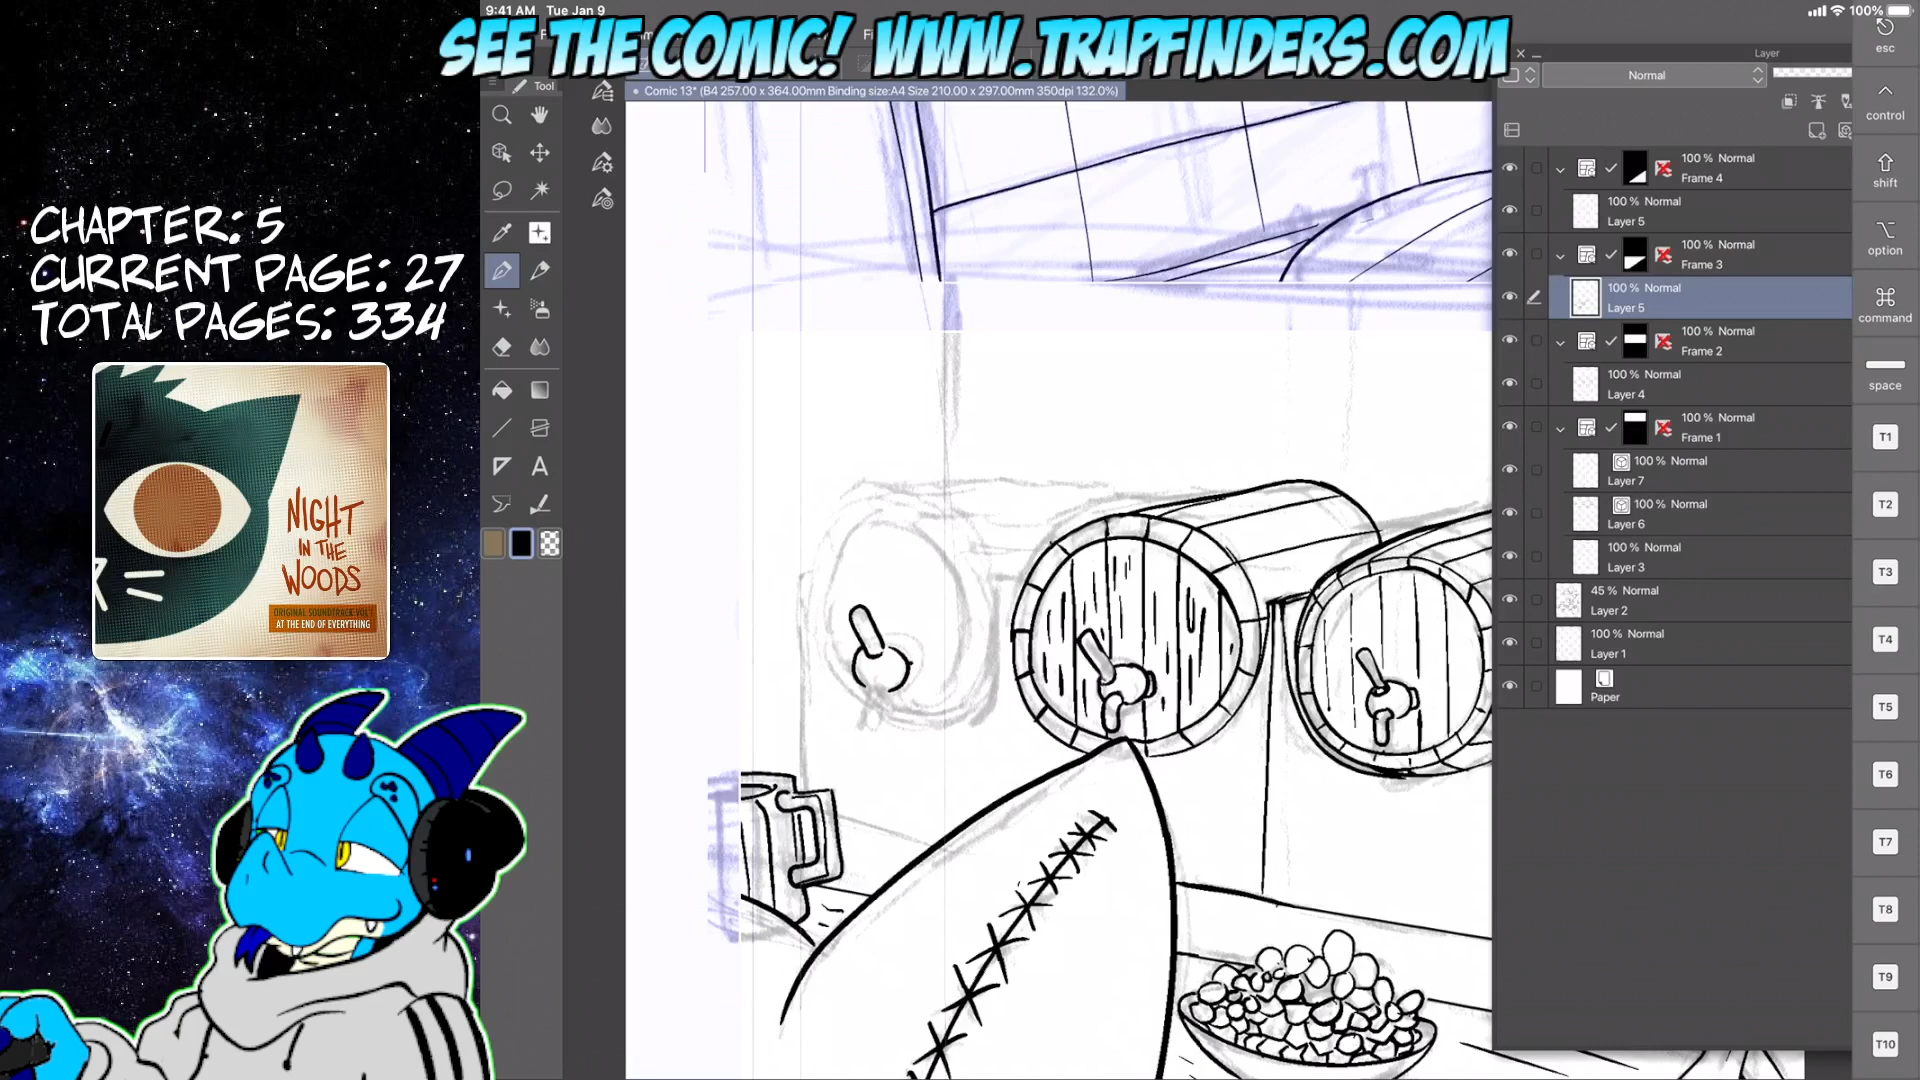 9:41 AM Tue Jan 9
100%
SEE THE COMIC! WWW.TRAPFINDERS.COM
Tool
Comic 13* (B4 257.00 x 364.00mm Binding size:A4 Size 210.00 x 297.00mm 350dpi 132.0%)
Layer
Normal
CHAPTER: 5
CURRENT PAGE: 27
TOTAL PAGES: 334
NIGHT
IN THE
WOODS
ORIGINAL SOUNDTRACK VOL 1
AT THE END OF EVERYTHING
100 % Normal
Frame 4
100 % Normal
Layer 5
100 % Normal
Frame 3
100 % Normal
Layer 5
100 % Normal
Frame 2
100 % Normal
Layer 4
100 % Normal
Frame 1
100 % Normal
Layer 7
100 % Normal
Layer 6
100 % Normal
Layer 3
45 % Normal
Layer 2
100 % Normal
Layer 1
Paper
esc
control
shift
option
command
space
T1
T2
T3
T4
T5
T6
T7
T8
T9
T10